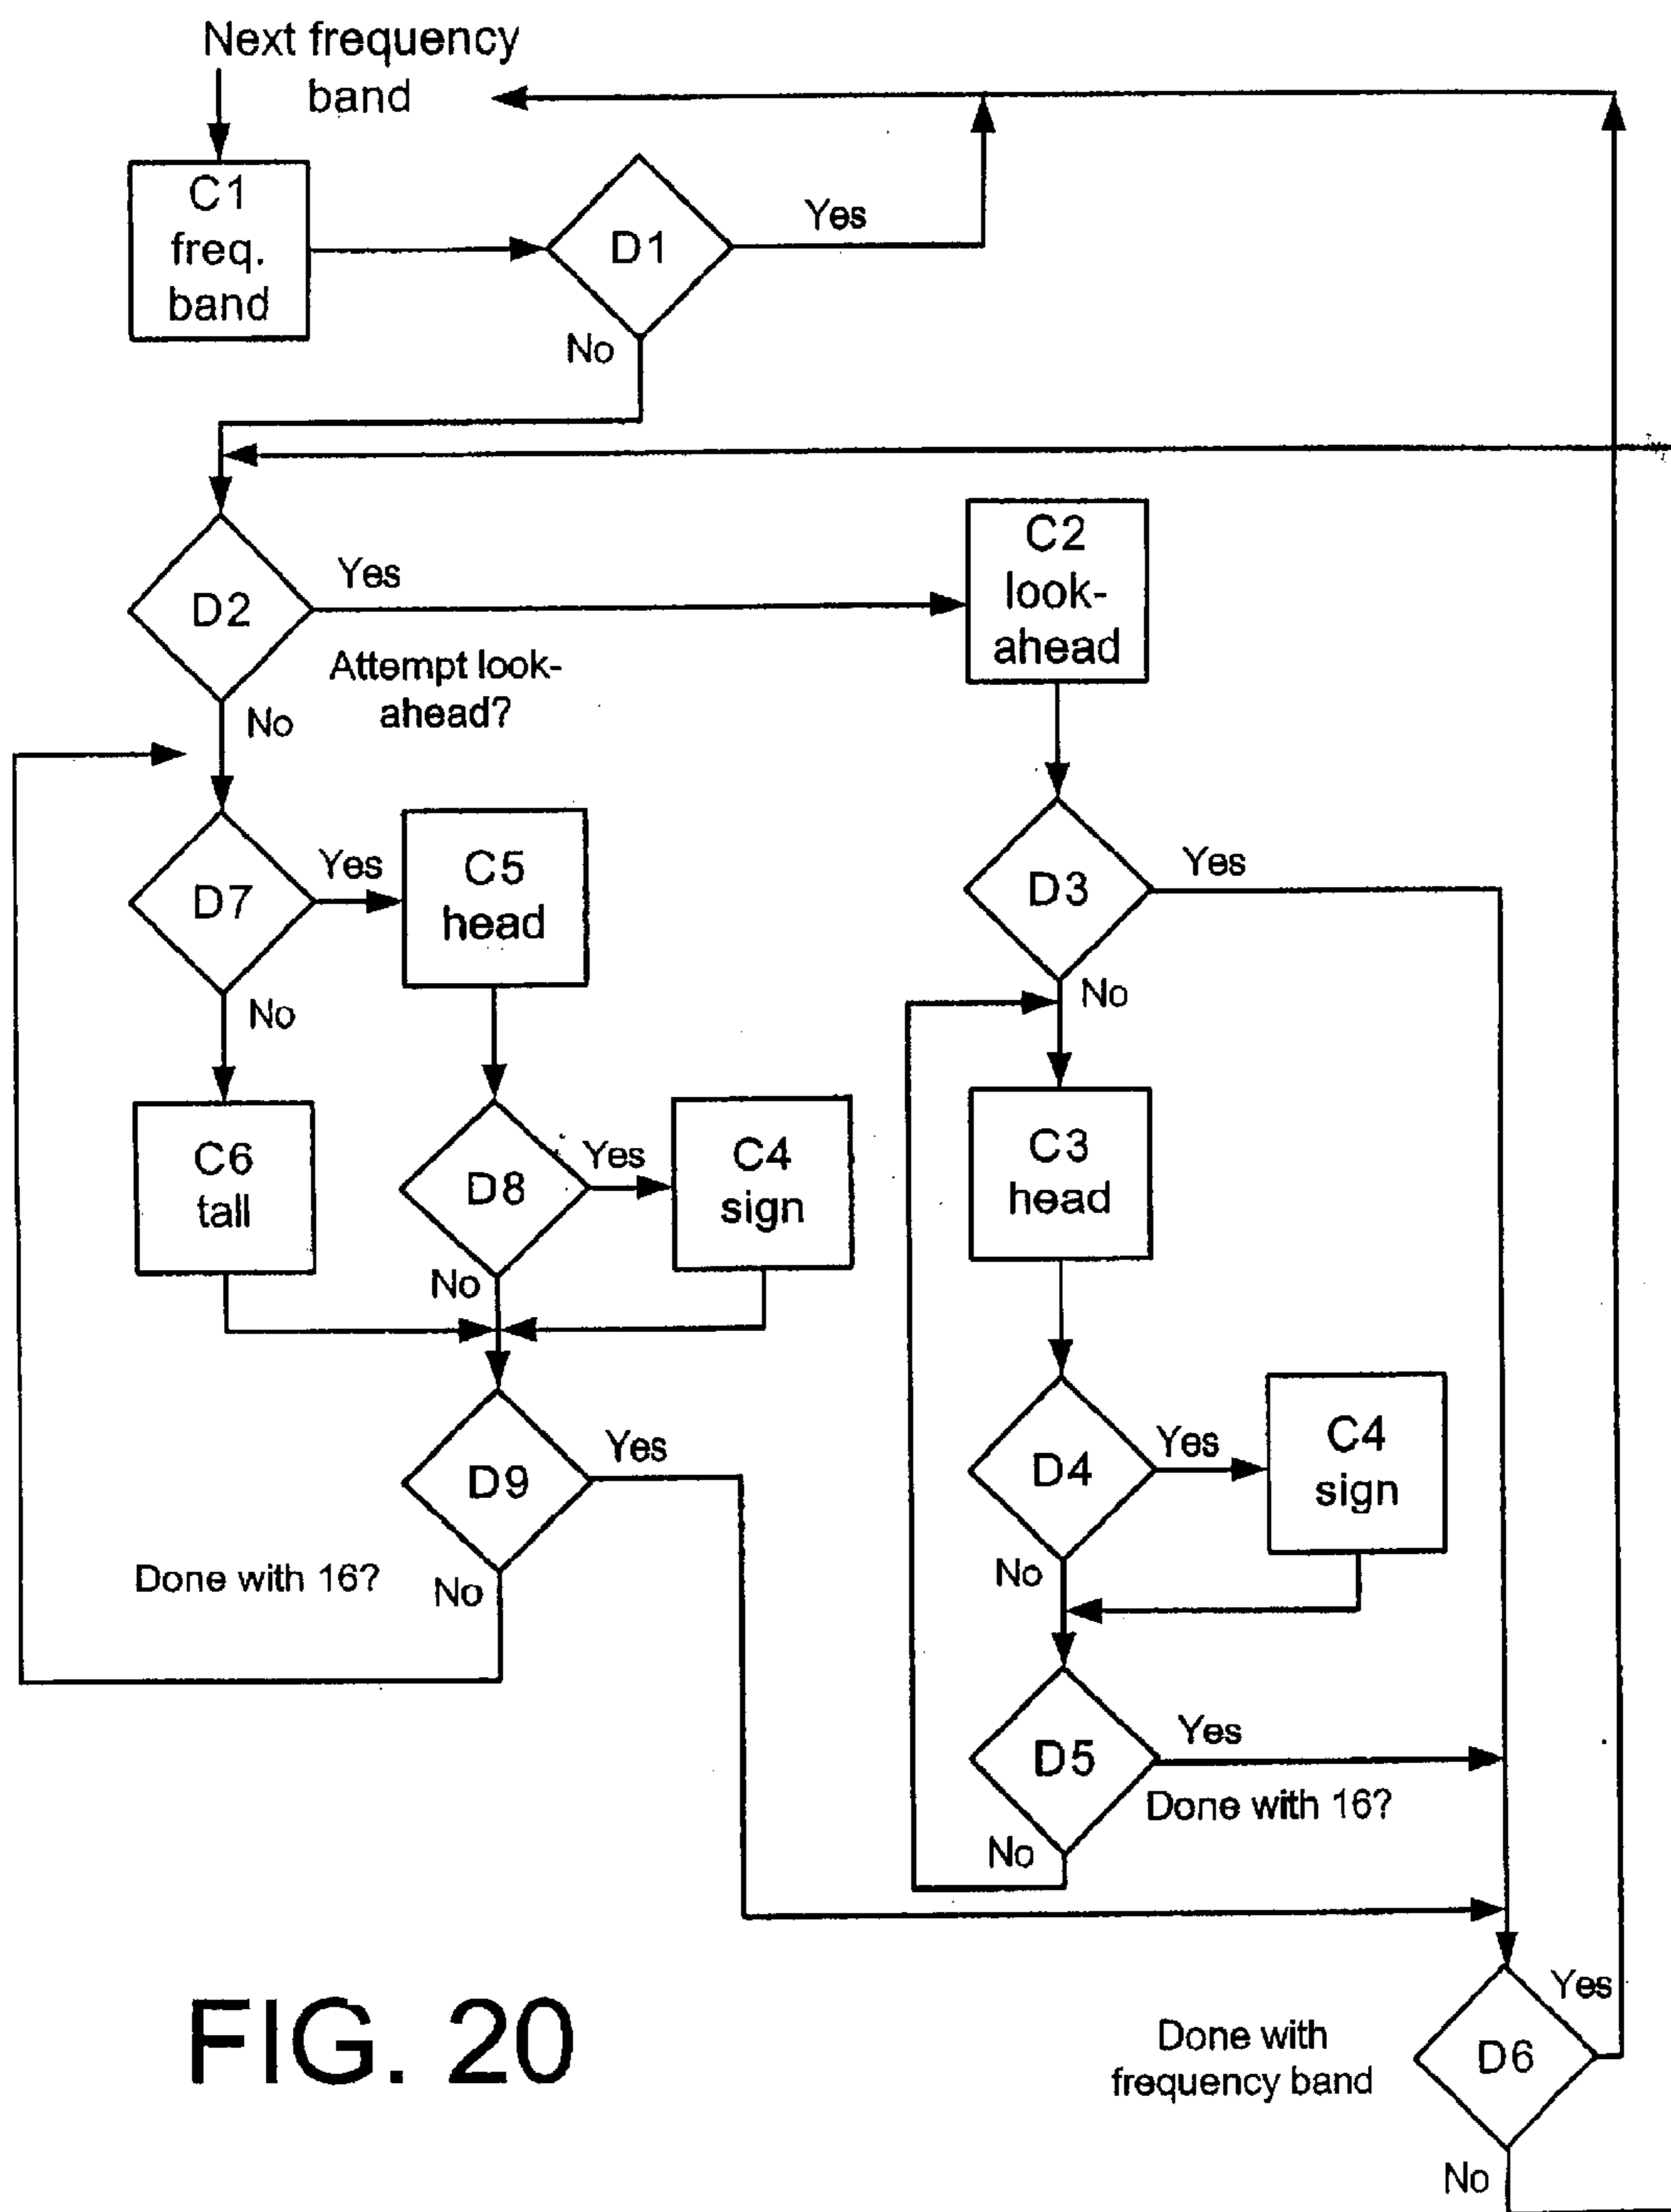 Next frequency
band
C1
freq.
band
D1
Yes
No
D2
Yes
Attempt look-
ahead?
No
C2
look-
ahead
D7
Yes
No
C5
head
D3
Yes
No
C6
tall
D8
Yes
No
C4
sign
C3
head
D9
Yes
Done with 16?
No
D4
Yes
No
C4
sign
D5
Yes
Done with 16?
No
FIG. 20
Done with
frequency band
D6
Yes
No